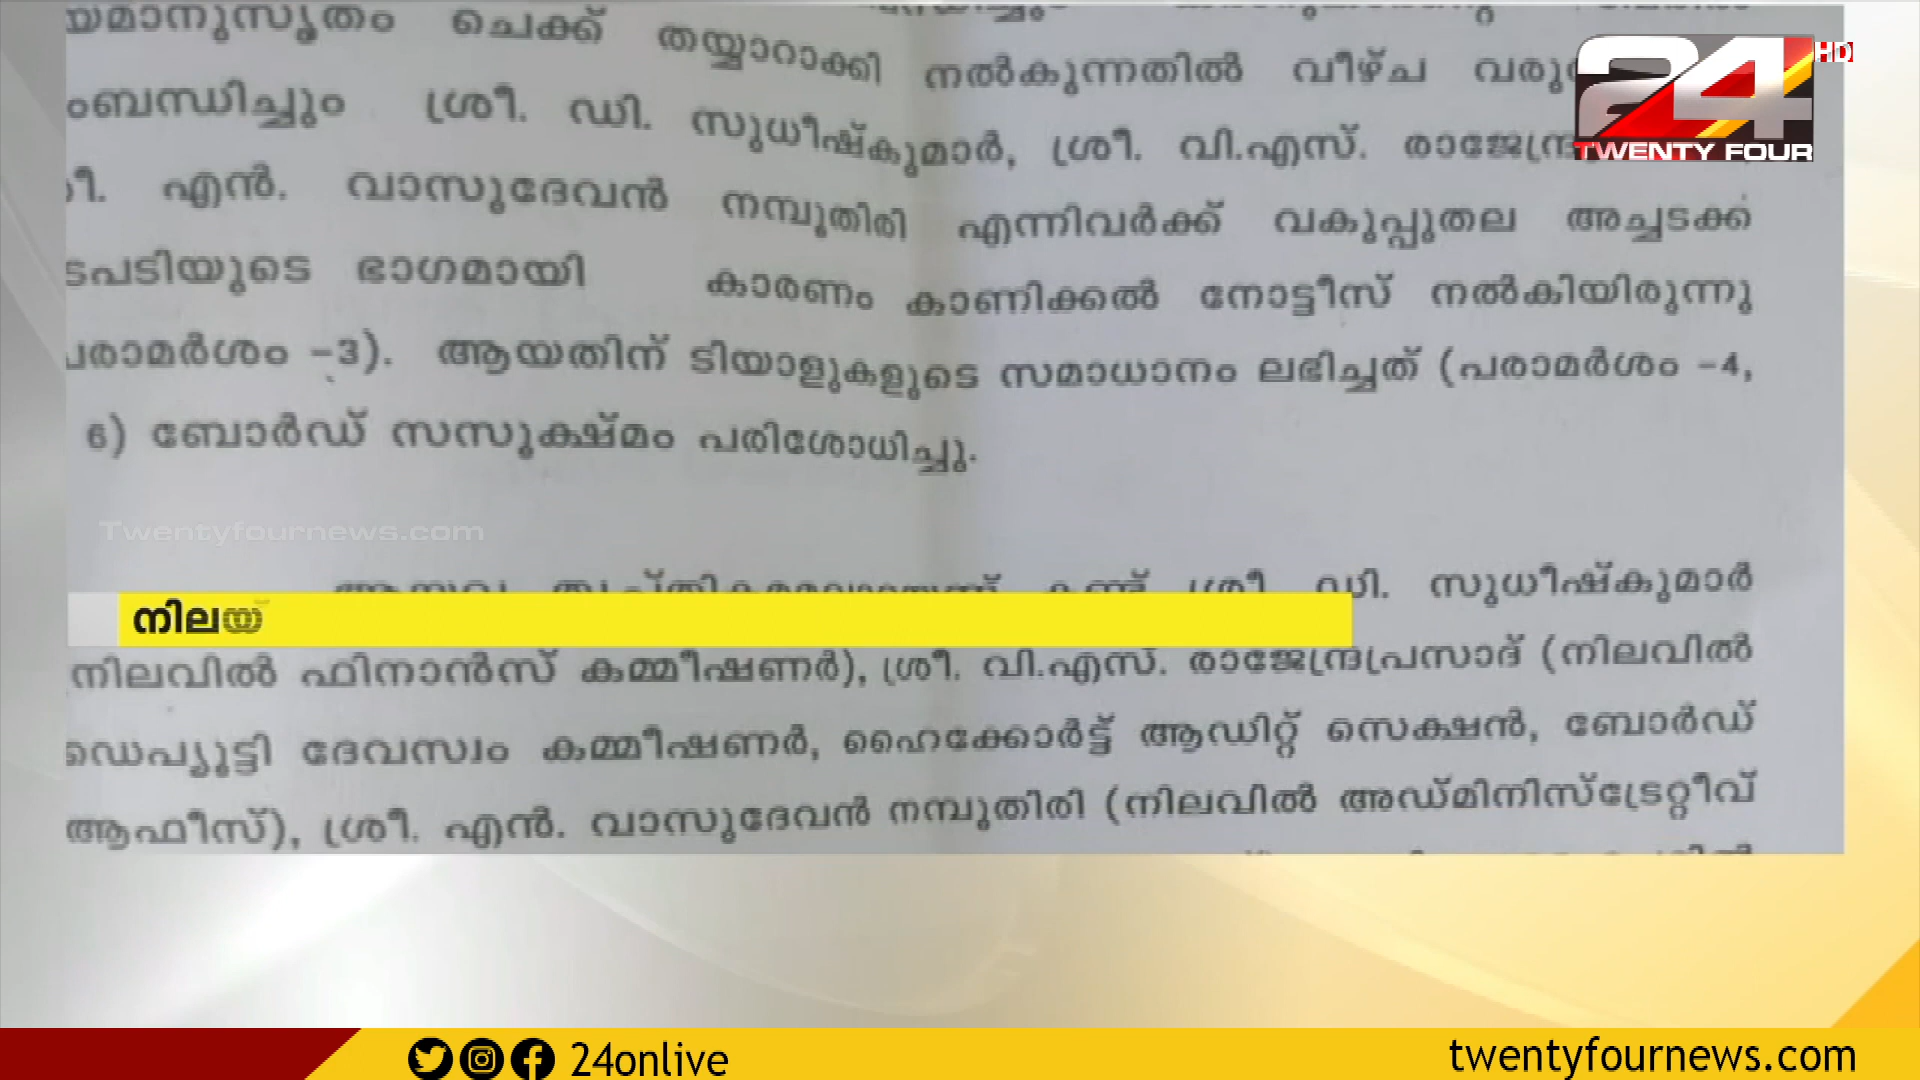 യമാനുസൃതം ചെക്ക് തയ്യാറാക്കി നൽകുന്നതിൽ വീഴ്ച വരു
ംബന്ധിച്ചും ശ്രീ. ഡി. സുധീഷ്കുമാർ, ശ്രീ. വി.എസ്. രാജേന്ദ്ര
ീ. എൻ. വാസുദേവൻ നമ്പൂതിരി എന്നിവർക്ക് വകുപ്പുതല അച്ചടക്ക
ടപടിയുടെ ഭാഗമായി കാരണം കാണിക്കൽ നോട്ടീസ് നൽകിയിരുന്നു
പരാമർശം -3). ആയതിന് ടിയാളുകളുടെ സമാധാനം ലഭിച്ചത് (പരാമർശം -4,
6) ബോർഡ് സസൂക്ഷ്മം പരിശോധിച്ചു.
Twentyfournews.com
ശ്രീ. ഡി. സുധീഷ്കുമാർ
നിലയ്
നിലവിൽ ഫിനാൻസ് കമ്മീഷണർ), ശ്രീ. വി.എസ്. രാജേന്ദ്രപ്രസാദ് (നിലവിൽ
ഡെപ്യൂട്ടി ദേവസ്വം കമ്മീഷണർ, ഹൈക്കോർട്ട് ആഡിറ്റ് സെക്ഷൻ, ബോർഡ്
ആഫീസ്), ശ്രീ. എൻ. വാസുദേവൻ നമ്പൂതിരി (നിലവിൽ അഡ്മിനിസ്ട്രേറ്റീവ്
24 HD
TWENTY FOUR
24onlive
twentyfournews.com